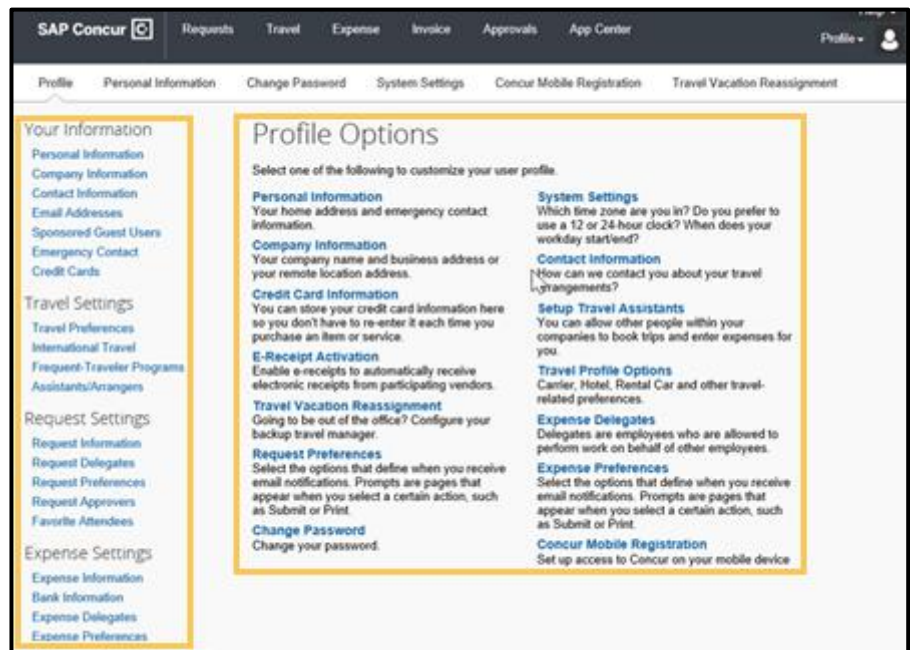 SAP Concur C Requests Travel Expense Invoice Approvals App Center
Profile
Profile Personal Information Change Password System Settings Concur Mobile Registration Travel Vacation Reassignment
Your Information
Personal Information
Company Information
Contact Information
Email Addresses
Sponsored Guest Users
Emergency Contact
Credit Cards
Travel Settings
Travel Preferences
International Travel
Frequent-Traveler Programs
Assistants/Arrangers
Request Settings
Request Information
Request Delegates
Request Preferences
Request Approvers
Favorite Attendees
Expense Settings
Expense Information
Bank Information
Expense Delegates
Expense Preferences
Profile Options
Select one of the following to customize your user profile.
Personal Information
Your home address and emergency contact
information.
Company Information
Your company name and business address or
your remote location address.
Credit Card Information
You can store your credit card information here
so you don't have to re-enter it each time you
purchase an item or service.
E-Receipt Activation
Enable e-receipts to automatically receive
electronic receipts from participating vendors.
Travel Vacation Reassignment
Going to be out of the office? Configure your
backup travel manager.
Request Preferences
Select the options that define when you receive
email notifications. Prompts are pages that
appear when you select a certain action, such
as Submit or Print.
Change Password
Change your password.
System Settings
Which time zone are you in? Do you prefer to
use a 12 or 24-hour clock? When does your
workday start/end?
Contact Information
How can we contact you about your travel
arrangements?
Setup Travel Assistants
You can allow other people within your
companies to book trips and enter expenses for
you.
Travel Profile Options
Carrier, Hotel, Rental Car and other travel-
related preferences.
Expense Delegates
Delegates are employees who are allowed to
perform work on behalf of other employees.
Expense Preferences
Select the options that define when you receive
email notifications. Prompts are pages that
appear when you select a certain action, such
as Submit or Print.
Concur Mobile Registration
Set up access to Concur on your mobile device